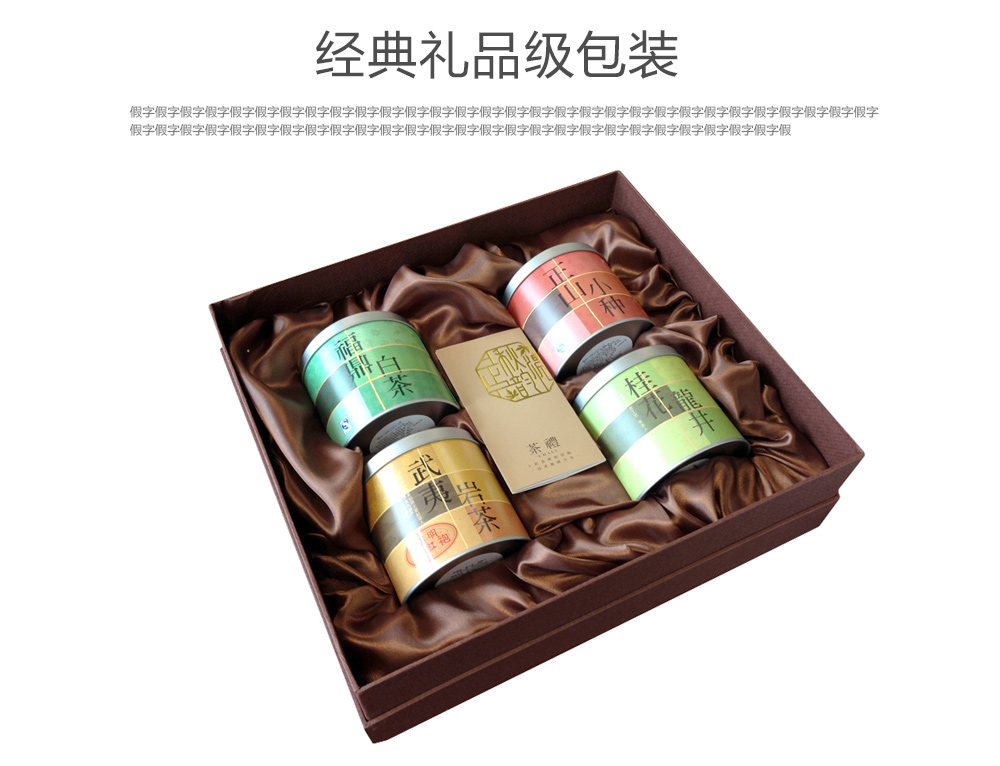 经典礼品级包装
假字假字假字假字假字假字假字假字假字假字假字假字假字假字假字假字假字假字假字假字假字假字假字假字假字假字假字假字假字假字
假字假字假字假字假字假字假字假字假字假字假字假字假字假字假字假字假字假字假字假字假字假字假字假字假字假字假
正山
小种
福鼎
白茶
桂花
龍井
茶禮
武夷
岩茶